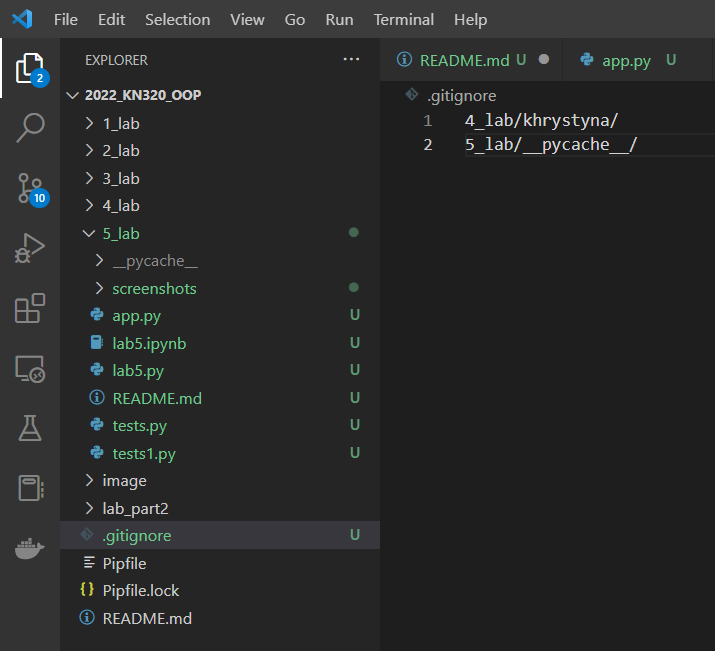 File Edit Selection View Go Run Terminal Help
EXPLORER ...
README.md U ● app.py U
2
2022_KN320_OOP
.gitignore
1_lab
1 4_lab/khrystyna/
2_lab
2 5_lab/__pycache__/
3_lab
4_lab
10
5_lab
__pycache__
screenshots
app.py U
lab5.ipynb U
lab5.py U
README.md U
tests.py U
tests1.py U
image
lab_part2
.gitignore U
Pipfile
{} Pipfile.lock
README.md